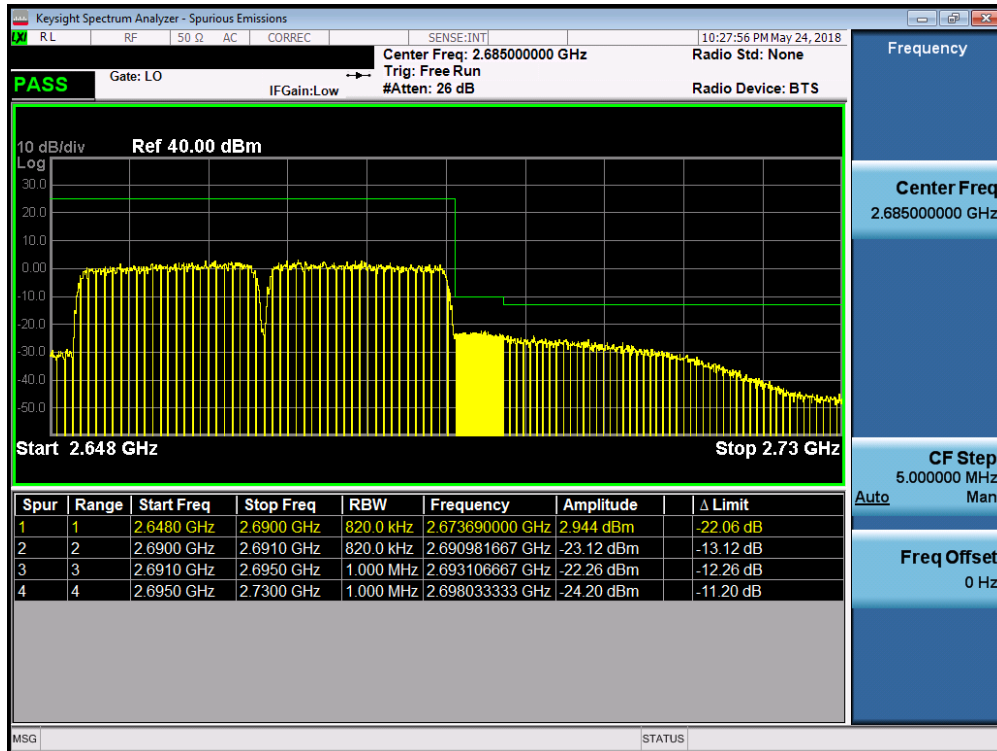 Keysight Spectrum Analyzer - Spurious Emissions
LXI RL RF 50 Ω AC CORREC SENSE:INT 10:27:56 PM May 24, 2018
Center Freq: 2.685000000 GHz Radio Std: None
PASS Gate: LO Trig: Free Run
IFGain:Low #Atten: 26 dB Radio Device: BTS
10 dB/div Ref 40.00 dBm
Log
30.0
20.0
10.0
0.00
-10.0
-20.0
-30.0
-40.0
-50.0
Start 2.648 GHz Stop 2.73 GHz
Spur Range Start Freq Stop Freq RBW Frequency Amplitude Δ Limit
1 1 2.6480 GHz 2.6900 GHz 820.0 kHz 2.673690000 GHz 2.944 dBm -22.06 dB
2 2 2.6900 GHz 2.6910 GHz 820.0 kHz 2.690981667 GHz -23.12 dBm -13.12 dB
3 3 2.6910 GHz 2.6950 GHz 1.000 MHz 2.693106667 GHz -22.26 dBm -12.26 dB
4 4 2.6950 GHz 2.7300 GHz 1.000 MHz 2.698033333 GHz -24.20 dBm -11.20 dB
MSG STATUS
Frequency
Center Freq
2.685000000 GHz
CF Step
5.000000 MHz
Auto Man
Freq Offset
0 Hz